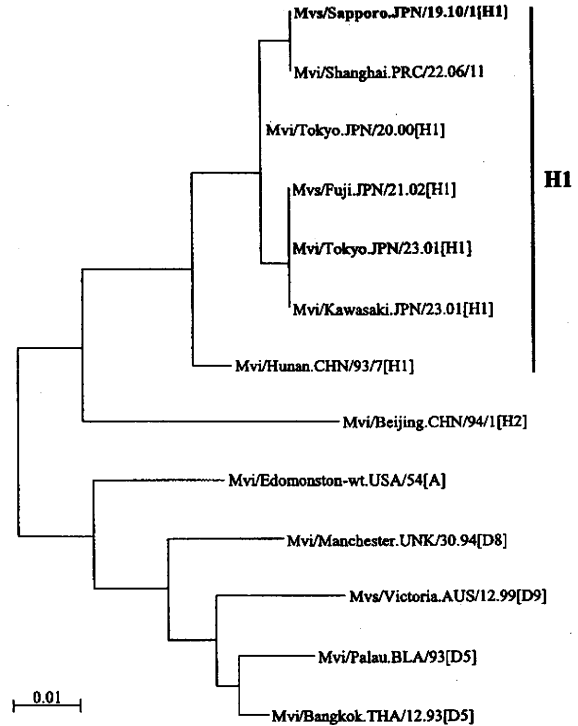 Mvs/Sapporo.JPN/19.10/1[H1]
Mvi/Shanghai.PRC/22.06/11
Mvi/Tokyo.JPN/20.00[H1]
Mvs/Fuji.JPN/21.02[H1]
H1
Mvi/Tokyo.JPN/23.01[H1]
Mvi/Kawasaki.JPN/23.01[H1]
Mvi/Hunan.CHN/93/7[H1]
Mvi/Beijing.CHN/94/1[H2]
Mvi/Edomonston-wt.USA/54[A]
Mvi/Manchester.UNK/30.94[D8]
Mvs/Victoria.AUS/12.99[D9]
Mvi/Palau.BLA/93[D5]
0.01
Mvi/Bangkok.THA/12.93[D5]